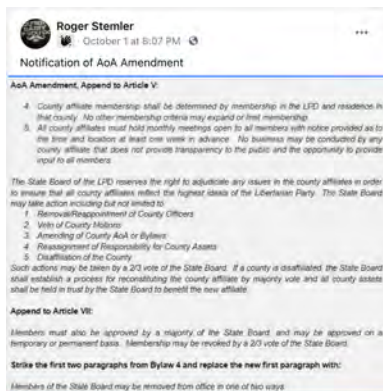 Roger Stemler
October 1 at 8:07 PM
Notification of AoA Amendment
AoA Amendment, Append to Article V:
4. County affiliate membership shall be determined by membership in the LPD and residence in
that county. No other membership criteria may expand or limit membership.
5. All county affiliates must hold monthly meetings open to all members with notice provided as to
the time and location at least one week in advance. No business may be conducted by any
county affiliate that does not provide transparency to the public and the opportunity to provide
input to all members.
The State Board of the LPD reserves the right to adjudicate any issues in the county affiliates in order
to ensure that all county affiliates reflect the highest ideals of the Libertarian Party. The State Board
may take action including but not limited to
1. Removal/Reappointment of County Officers
2. Veto of County Motions
3. Amending of County AoA or Bylaws
4. Reassignment of Responsibility for County Assets
5. Disaffiliation of the County
Such actions may be taken by a 2/3 vote of the State Board. If a county is disaffiliated, the State Board
shall establish a process for reconstituting the county affiliate by majority vote and all county assets
shall be held in trust by the State Board to benefit the new affiliate.
Append to Article VII:
Members must also be approved by a majority of the State Board, and may be approved on a
temporary or permanent basis. Membership may be revoked by a 2/3 vote of the State Board.
Strike the first two paragraphs from Bylaw 4 and replace the new first paragraph with:
Members of the State Board may be removed from office in one of two ways